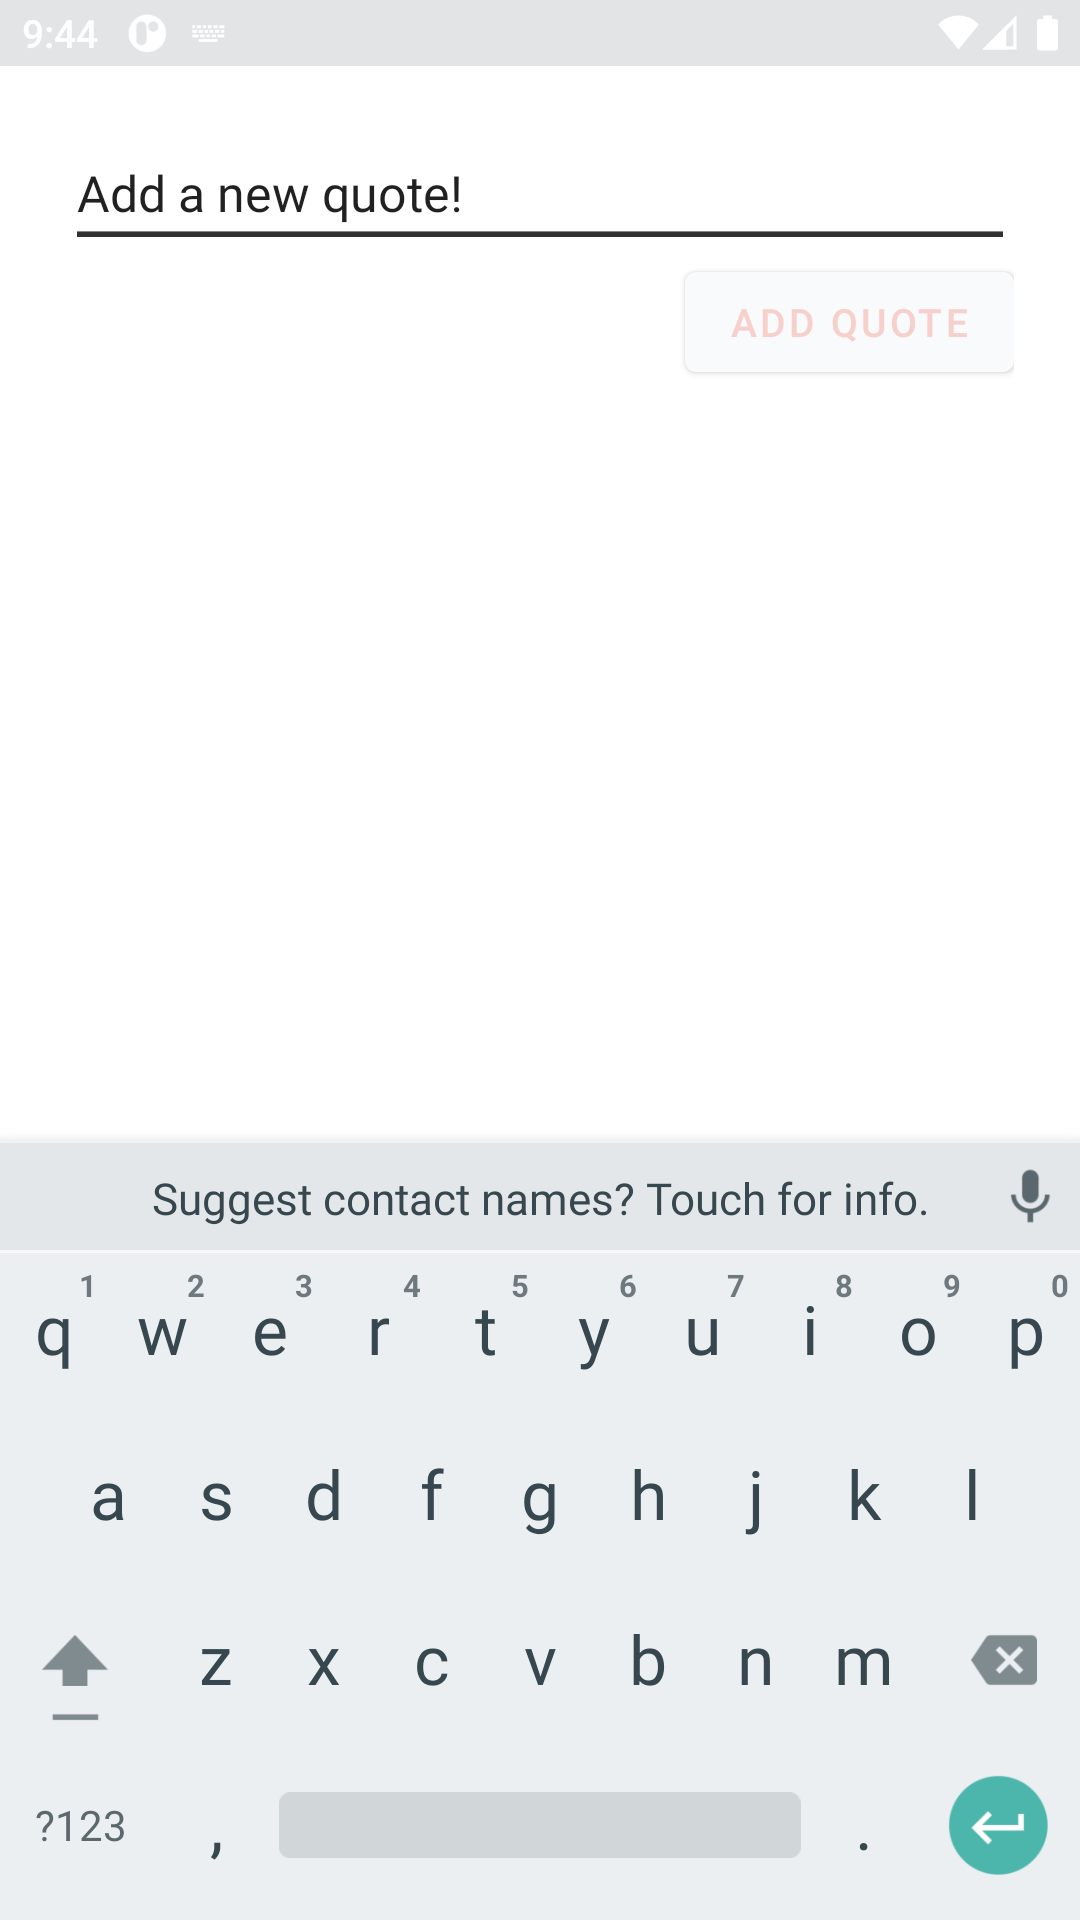 9:44
Add a new quote!
ADD QUOTE
Suggest contact names? Touch for info.
1 2 3 4 5 6 7 8 9 0
q w e r t y u i o p
a s d f g h j k l
z x c v b n m
?123 , .